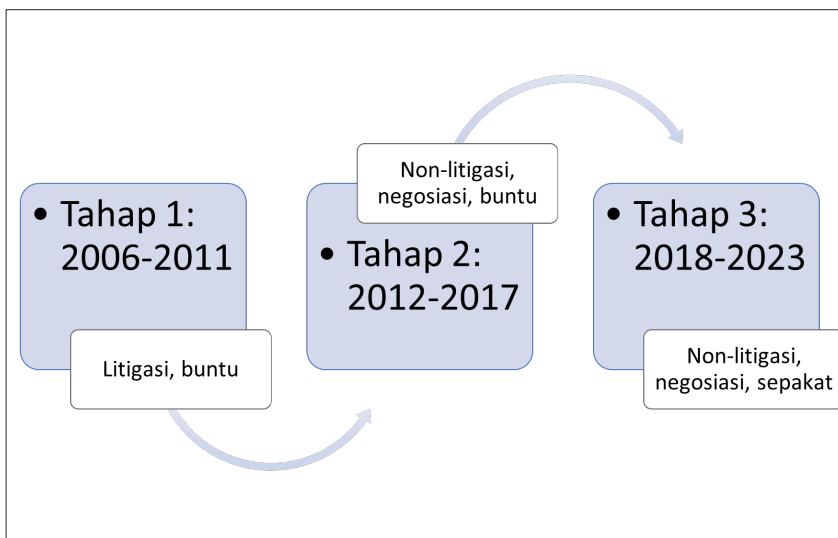 • Tahap 1:
2006-2011
Litigasi, buntu
Non-litigasi,
negosiasi, buntu
• Tahap 2:
2012-2017
• Tahap 3:
2018-2023
Non-litigasi,
negosiasi, sepakat